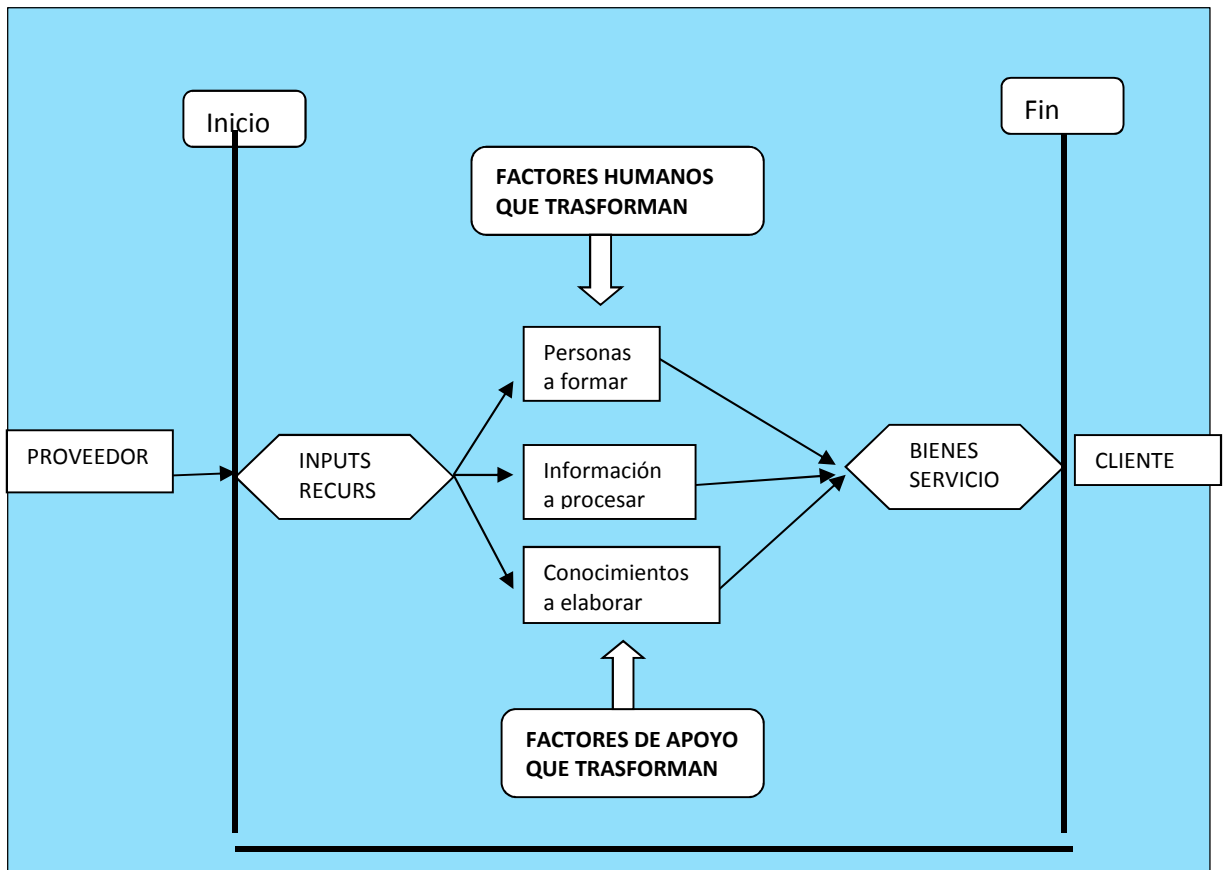 Inicio
Fin
FACTORES HUMANOS
QUE TRASFORMAN
Personas
a formar
PROVEEDOR
INPUTS
RECURS
Información
a procesar
BIENES
SERVICIO
CLIENTE
Conocimientos
a elaborar
FACTORES DE APOYO
QUE TRASFORMAN